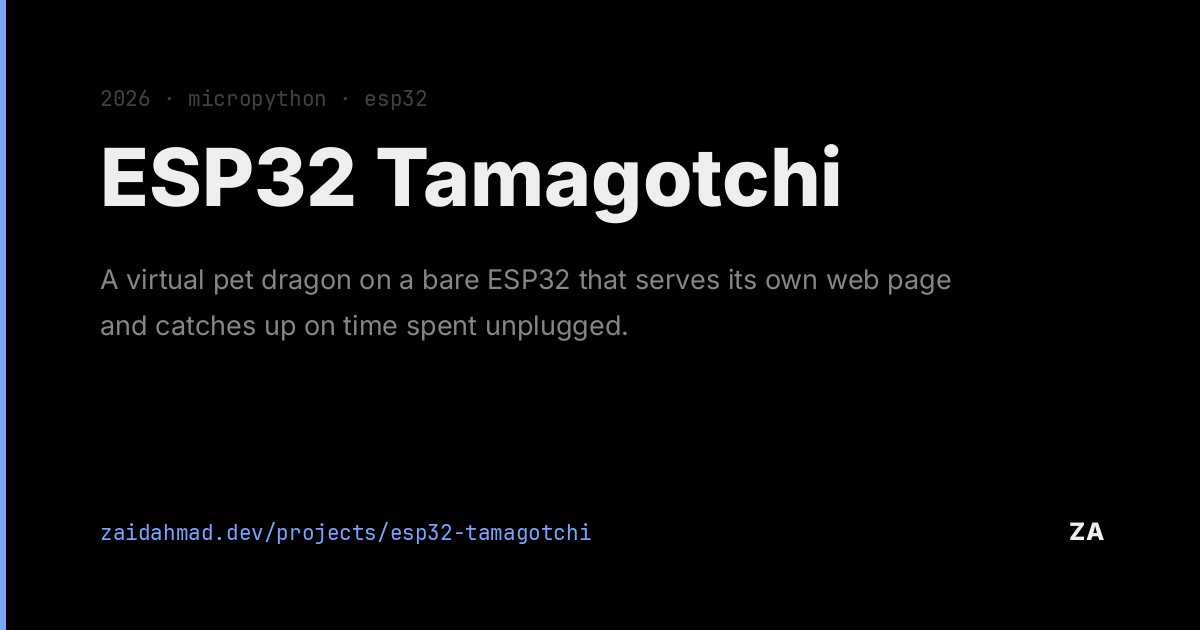 2026 · micropython · esp32
ESP32 Tamagotchi
A virtual pet dragon on a bare ESP32 that serves its own web page
and catches up on time spent unplugged.
zaidahmad.dev/projects/esp32-tamagotchi
ZA